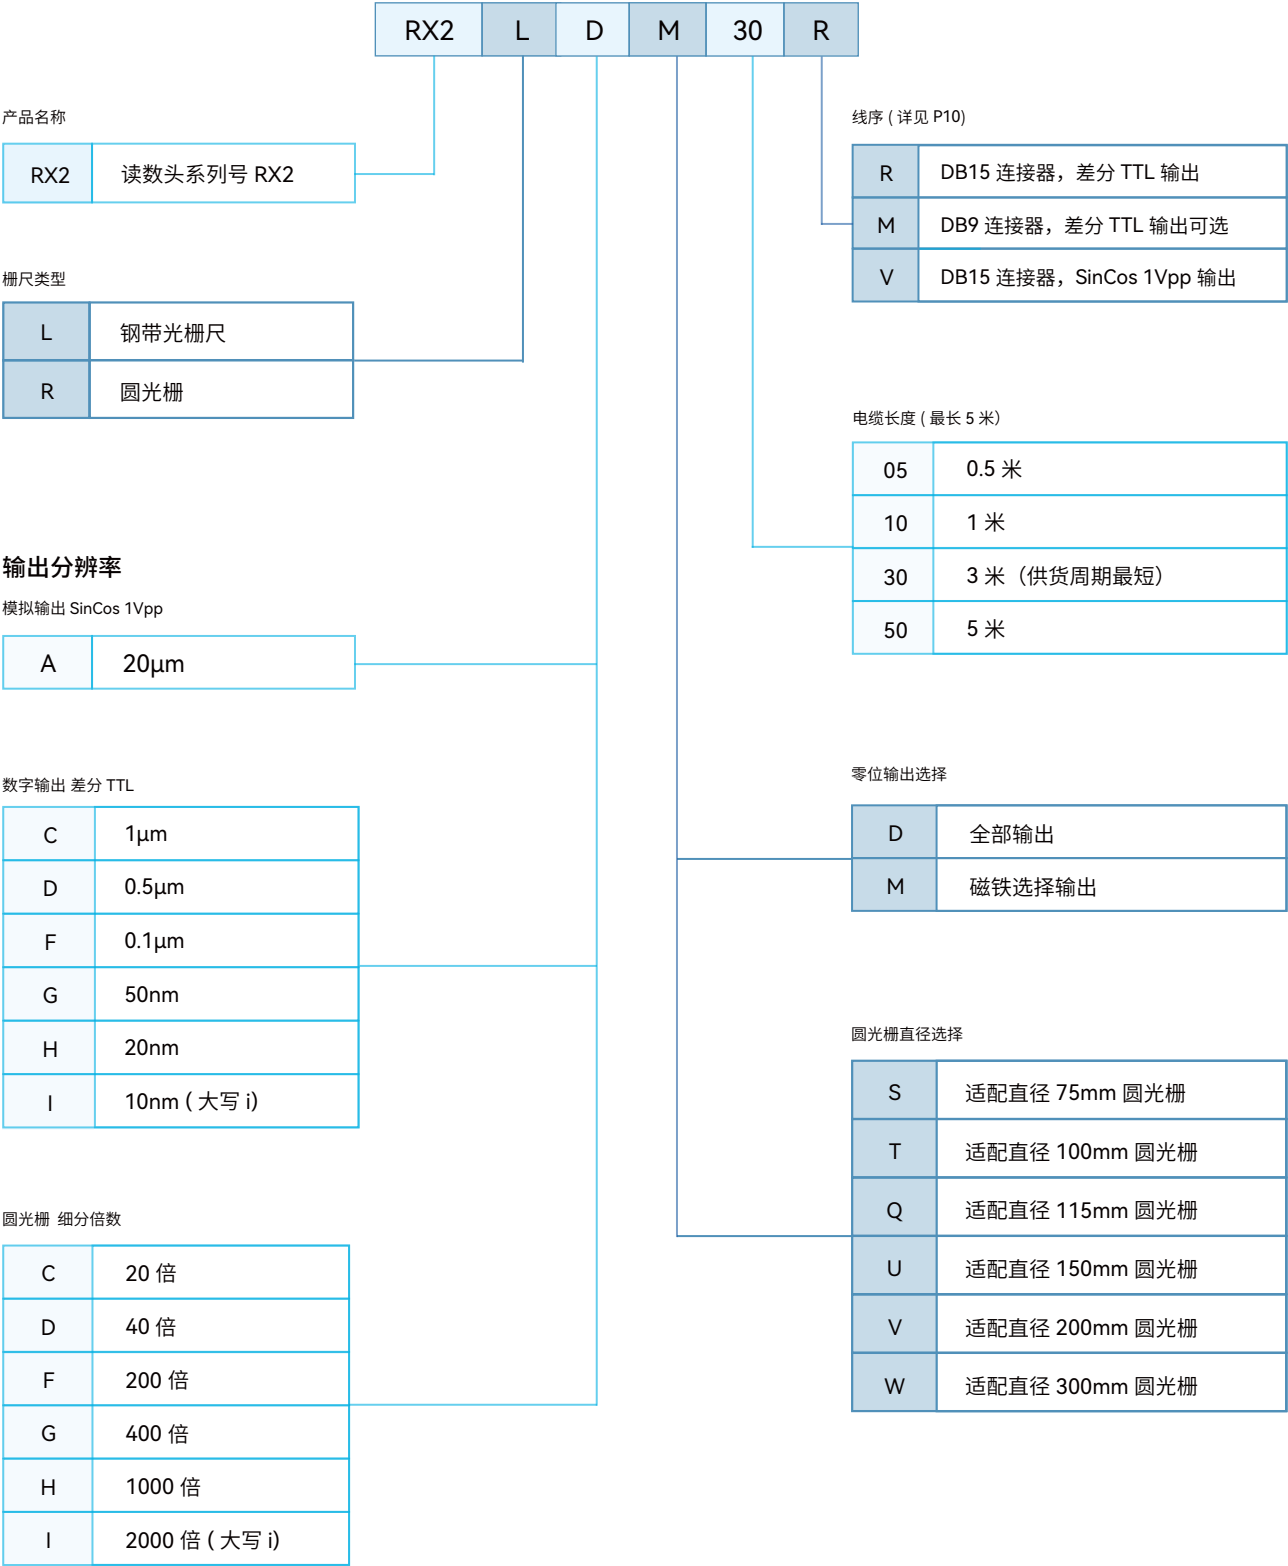 RX2 L D M 30 R
产品名称
RX2 读数头系列号 RX2
栅尺类型
L 钢带光栅尺
R 圆光栅
输出分辨率
模拟输出 SinCos 1Vpp
A 20μm
数字输出 差分 TTL
C 1μm
D 0.5μm
F 0.1μm
G 50nm
H 20nm
I 10nm ( 大写 i)
圆光栅 细分倍数
C 20 倍
D 40 倍
F 200 倍
G 400 倍
H 1000 倍
I 2000 倍 ( 大写 i)
线序 ( 详见 P10)
R DB15 连接器，差分 TTL 输出
M DB9 连接器，差分 TTL 输出可选
V DB15 连接器，SinCos 1Vpp 输出
电缆长度 ( 最长 5 米）
05 0.5 米
10 1 米
30 3 米（供货周期最短）
50 5 米
零位输出选择
D 全部输出
M 磁铁选择输出
圆光栅直径选择
S 适配直径 75mm 圆光栅
T 适配直径 100mm 圆光栅
Q 适配直径 115mm 圆光栅
U 适配直径 150mm 圆光栅
V 适配直径 200mm 圆光栅
W 适配直径 300mm 圆光栅